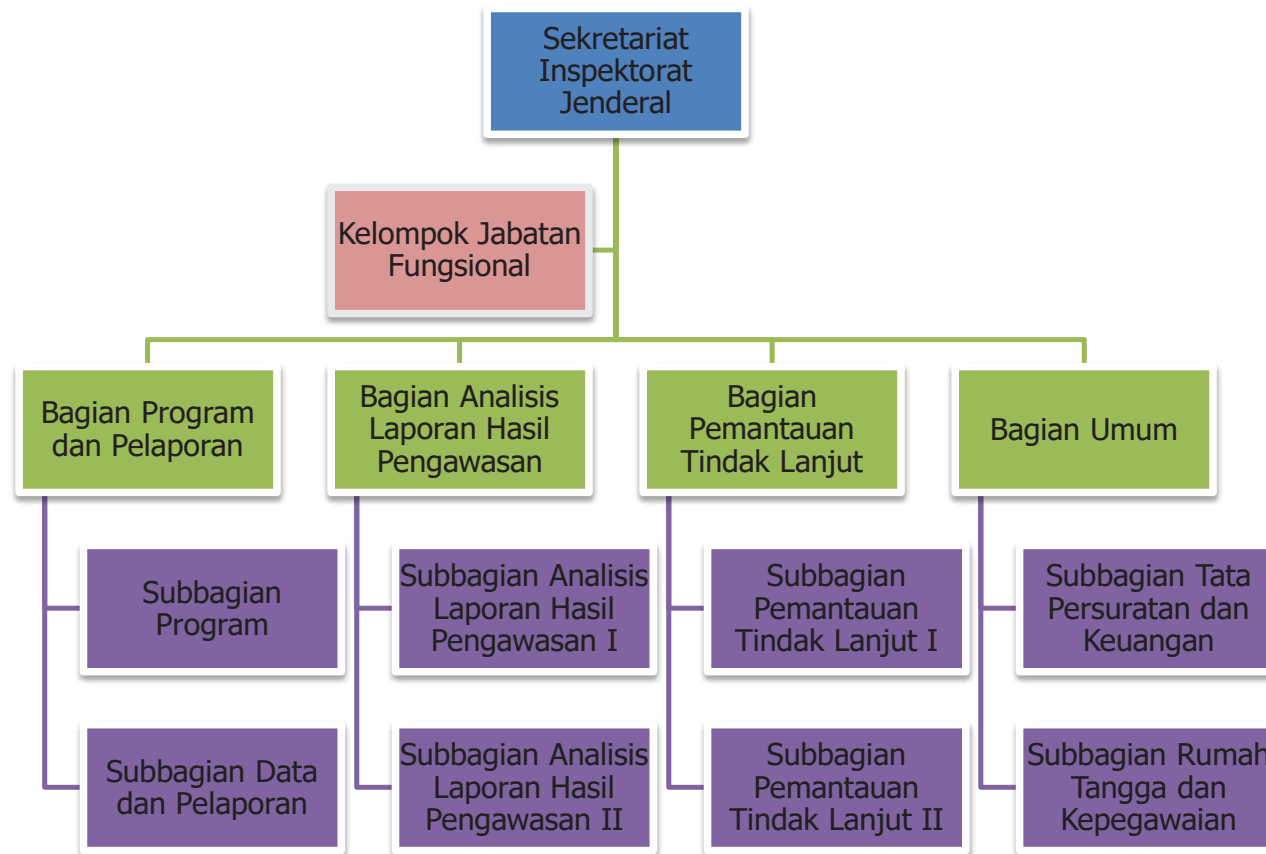 Sekretariat
Inspektorat
Jenderal
Kelompok Jabatan
Fungsional
Bagian Program
dan Pelaporan
Bagian Analisis
Laporan Hasil
Pengawasan
Bagian
Pemantauan
Tindak Lanjut
Bagian Umum
Subbagian
Program
Subbagian Analisis
Laporan Hasil
Pengawasan I
Subbagian
Pemantauan
Tindak Lanjut I
Subbagian Tata
Persuratan dan
Keuangan
Subbagian Data
dan Pelaporan
Subbagian Analisis
Laporan Hasil
Pengawasan II
Subbagian
Pemantauan
Tindak Lanjut II
Subbagian Rumah
Tangga dan
Kepegawaian